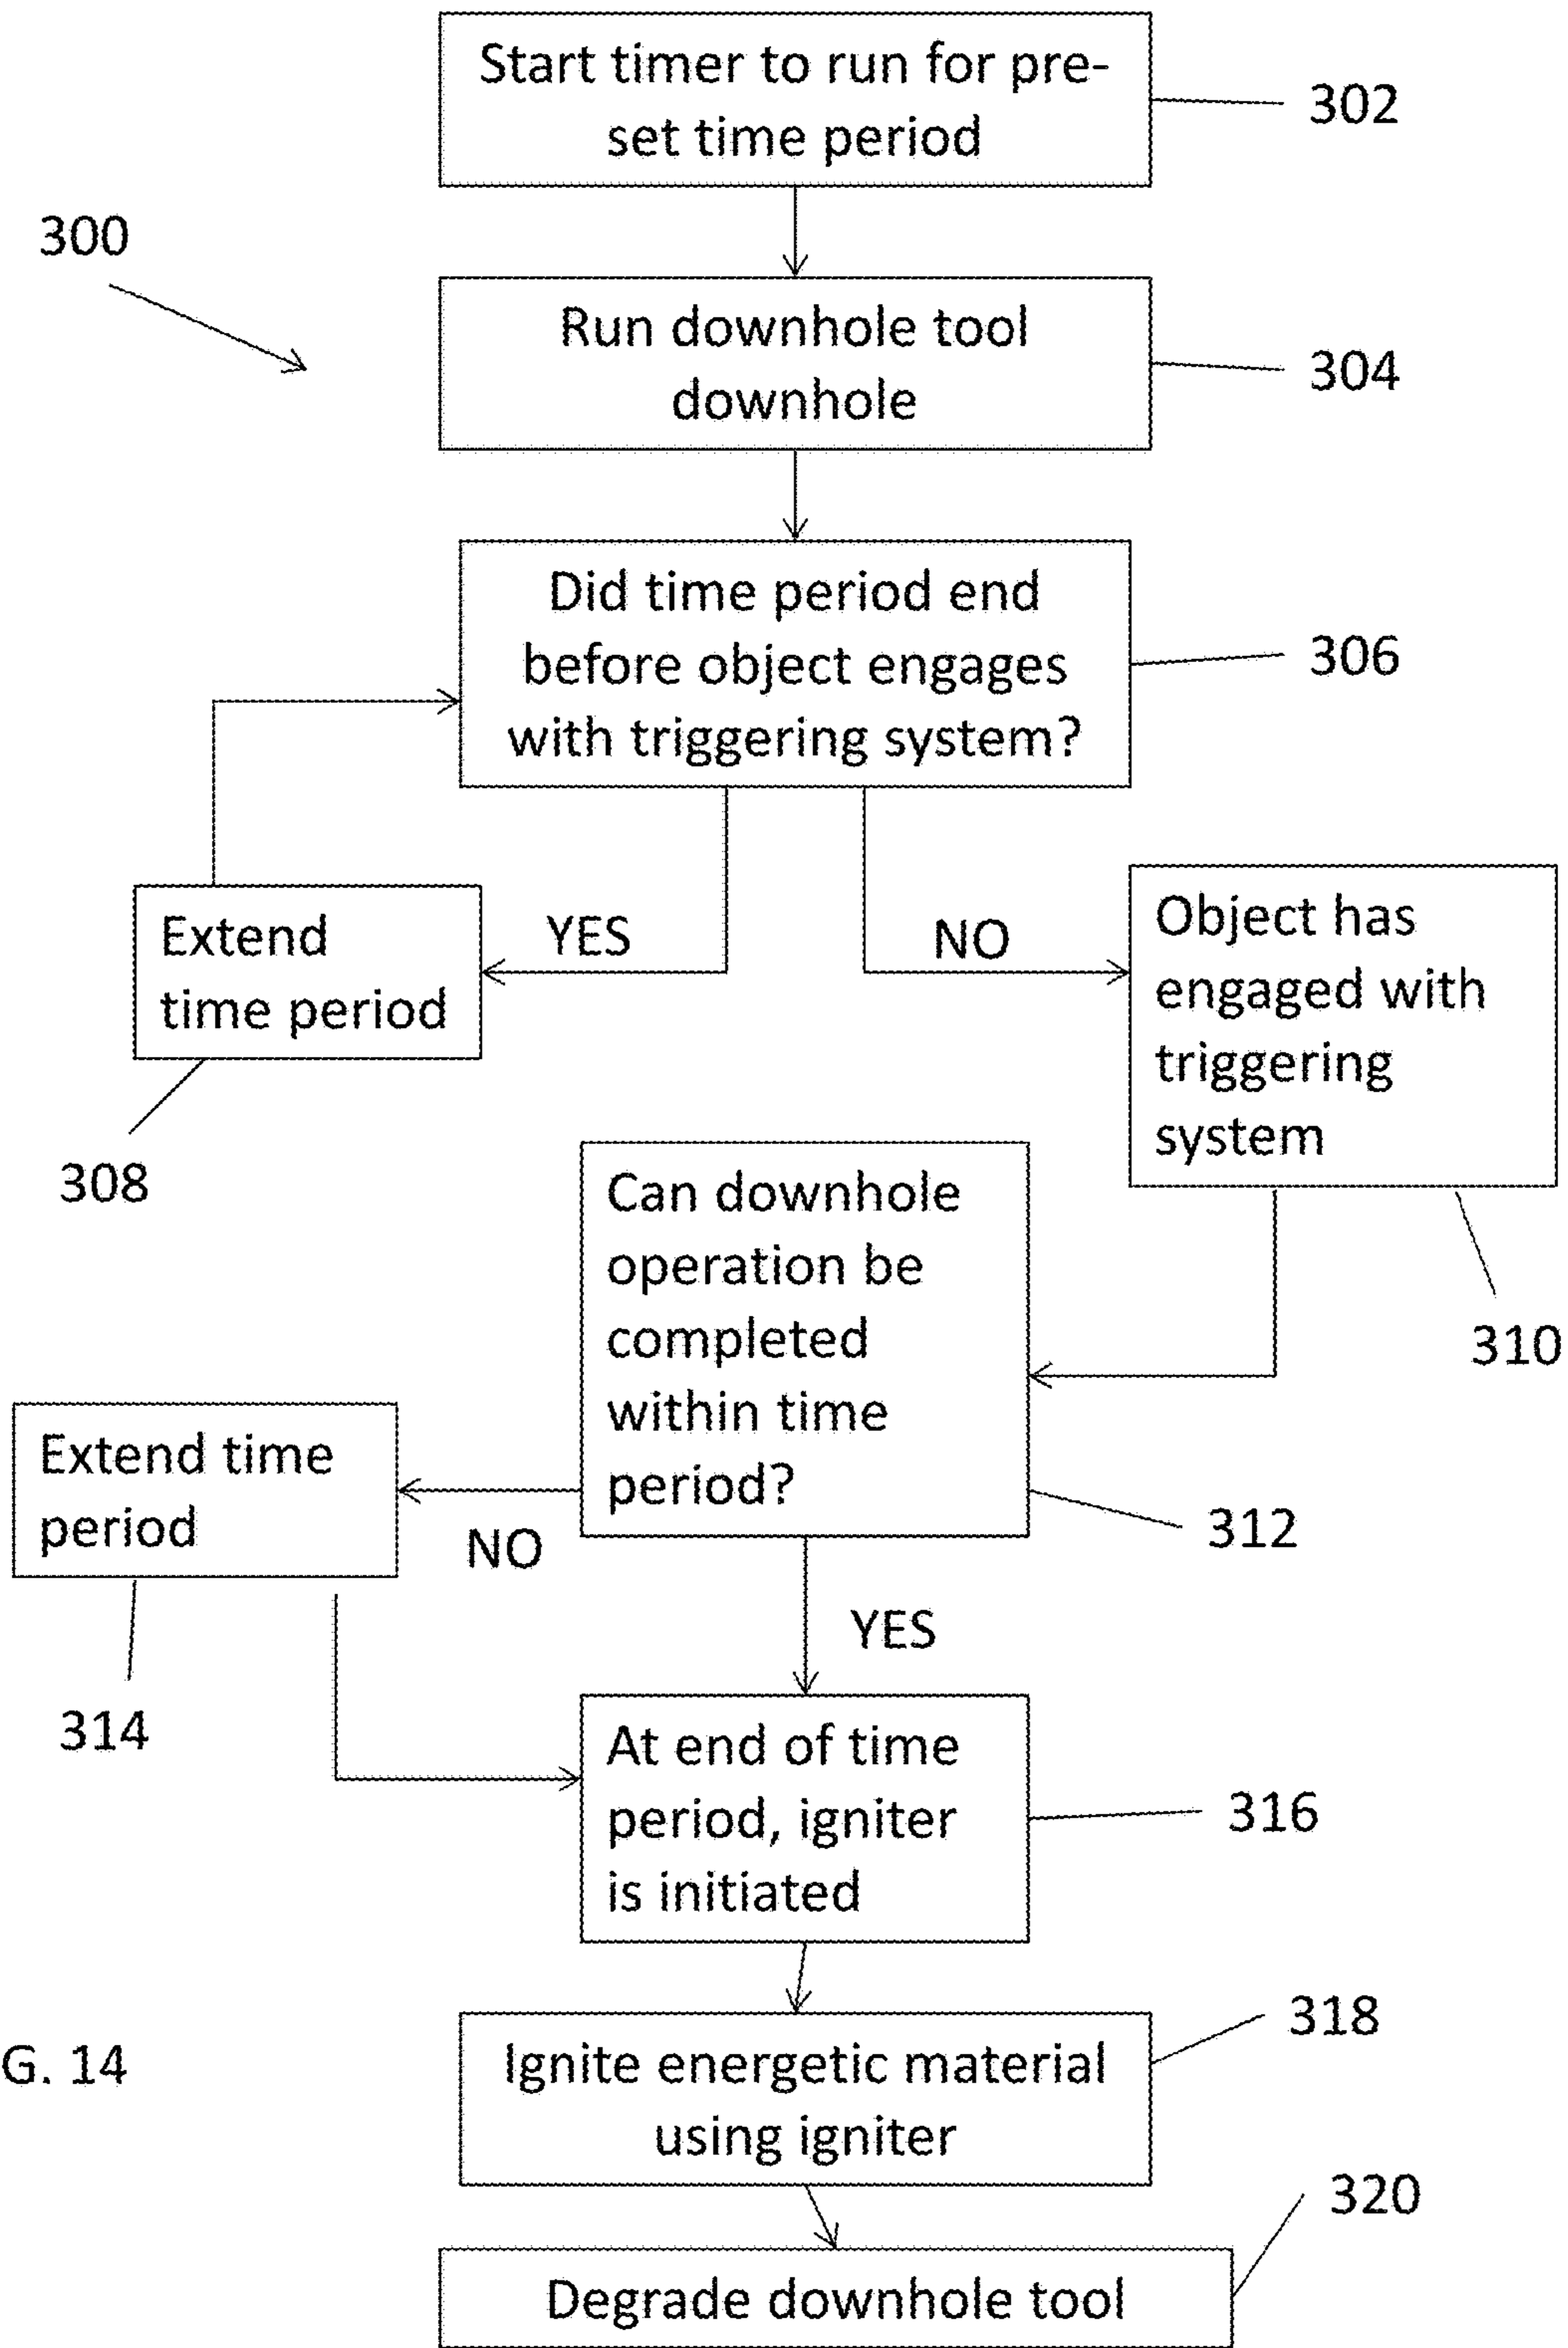 Start timer to run for pre-
set time period
302
300
Run downhole tool
downhole
304
Did time period end
before object engages
with triggering system?
306
Extend
time period
YES
NO
308
Object has
engaged with
triggering
system
310
Can downhole
operation be
completed
within time
period?
312
Extend time
period
NO
314
YES
At end of time
period, igniter
is initiated
316
G. 14
Ignite energetic material
using igniter
318
320
Degrade downhole tool